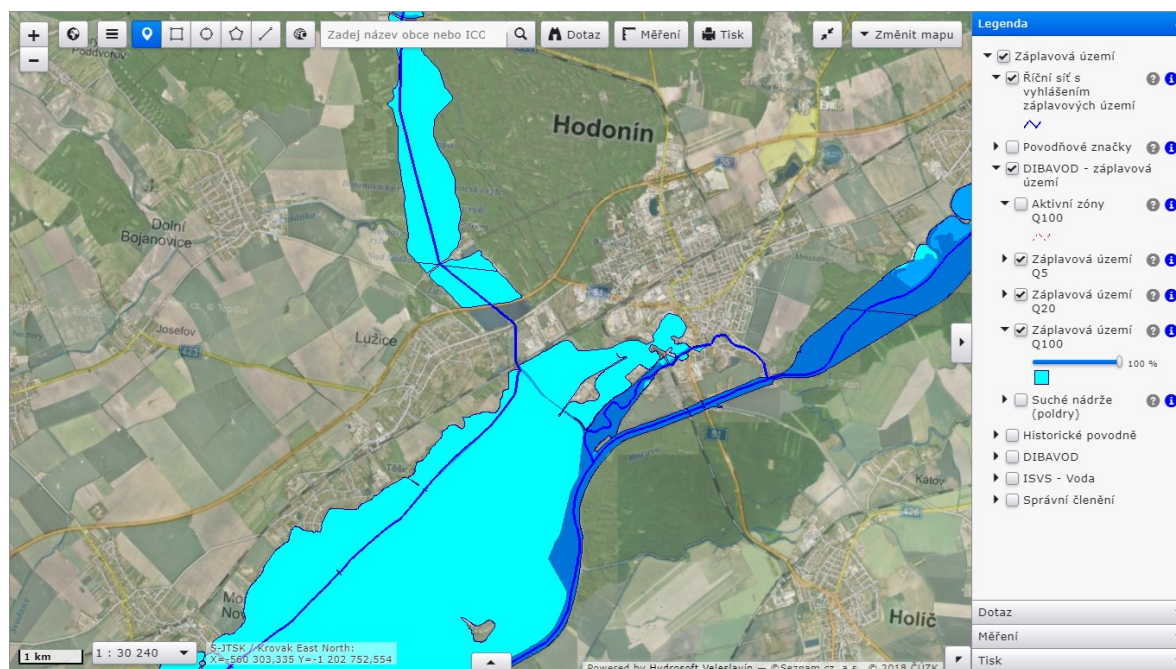 Zadej název obce nebo ICC
Dotaz
Měření
Tisk
Změnit mapu
Poddvorov
Hodonín
Dolní
Bojanovice
Josefov
Lužice
Kátov
Holíč
Mo
Nov
426
1 km
1 : 30 240
S-JTSK / Krovak East North:
X=-560 303,335 Y=-1 202 752,554
Powered by Hydrosoft Veleslavín — ©Seznam.cz, a.s., © 2018 ČÚZK
Legenda
Záplavová území
Říční síť s
vyhlášením
záplavových území
Povodňové značky
DIBAVOD - záplavová
území
Aktivní zóny
Q100
Záplavová území
Q5
Záplavová území
Q20
Záplavová území
Q100
100 %
Suché nádrže
(poldry)
Historické povodně
DIBAVOD
ISVS - Voda
Správní členění
Dotaz
Měření
Tisk